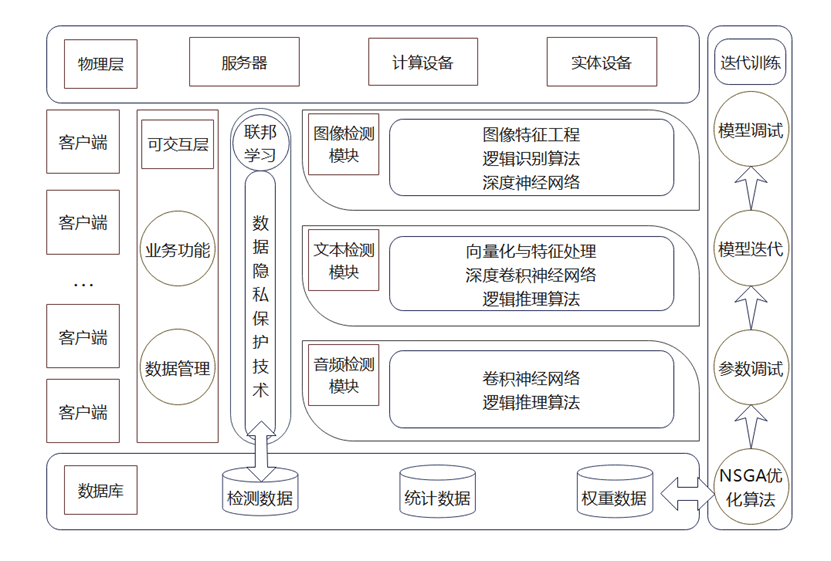 物理层
服务器
计算设备
实体设备
迭代训练
客户端
客户端
...
客户端
客户端
可交互层
业务功能
数据管理
联邦
学习
数
据
隐
私
保
护
技
术
图像检测
模块
图像特征工程
逻辑识别算法
深度神经网络
文本检测
模块
向量化与特征处理
深度卷积神经网络
逻辑推理算法
音频检测
模块
卷积神经网络
逻辑推理算法
模型调试
模型迭代
参数调试
NSGA优
化算法
数据库
检测数据
统计数据
权重数据